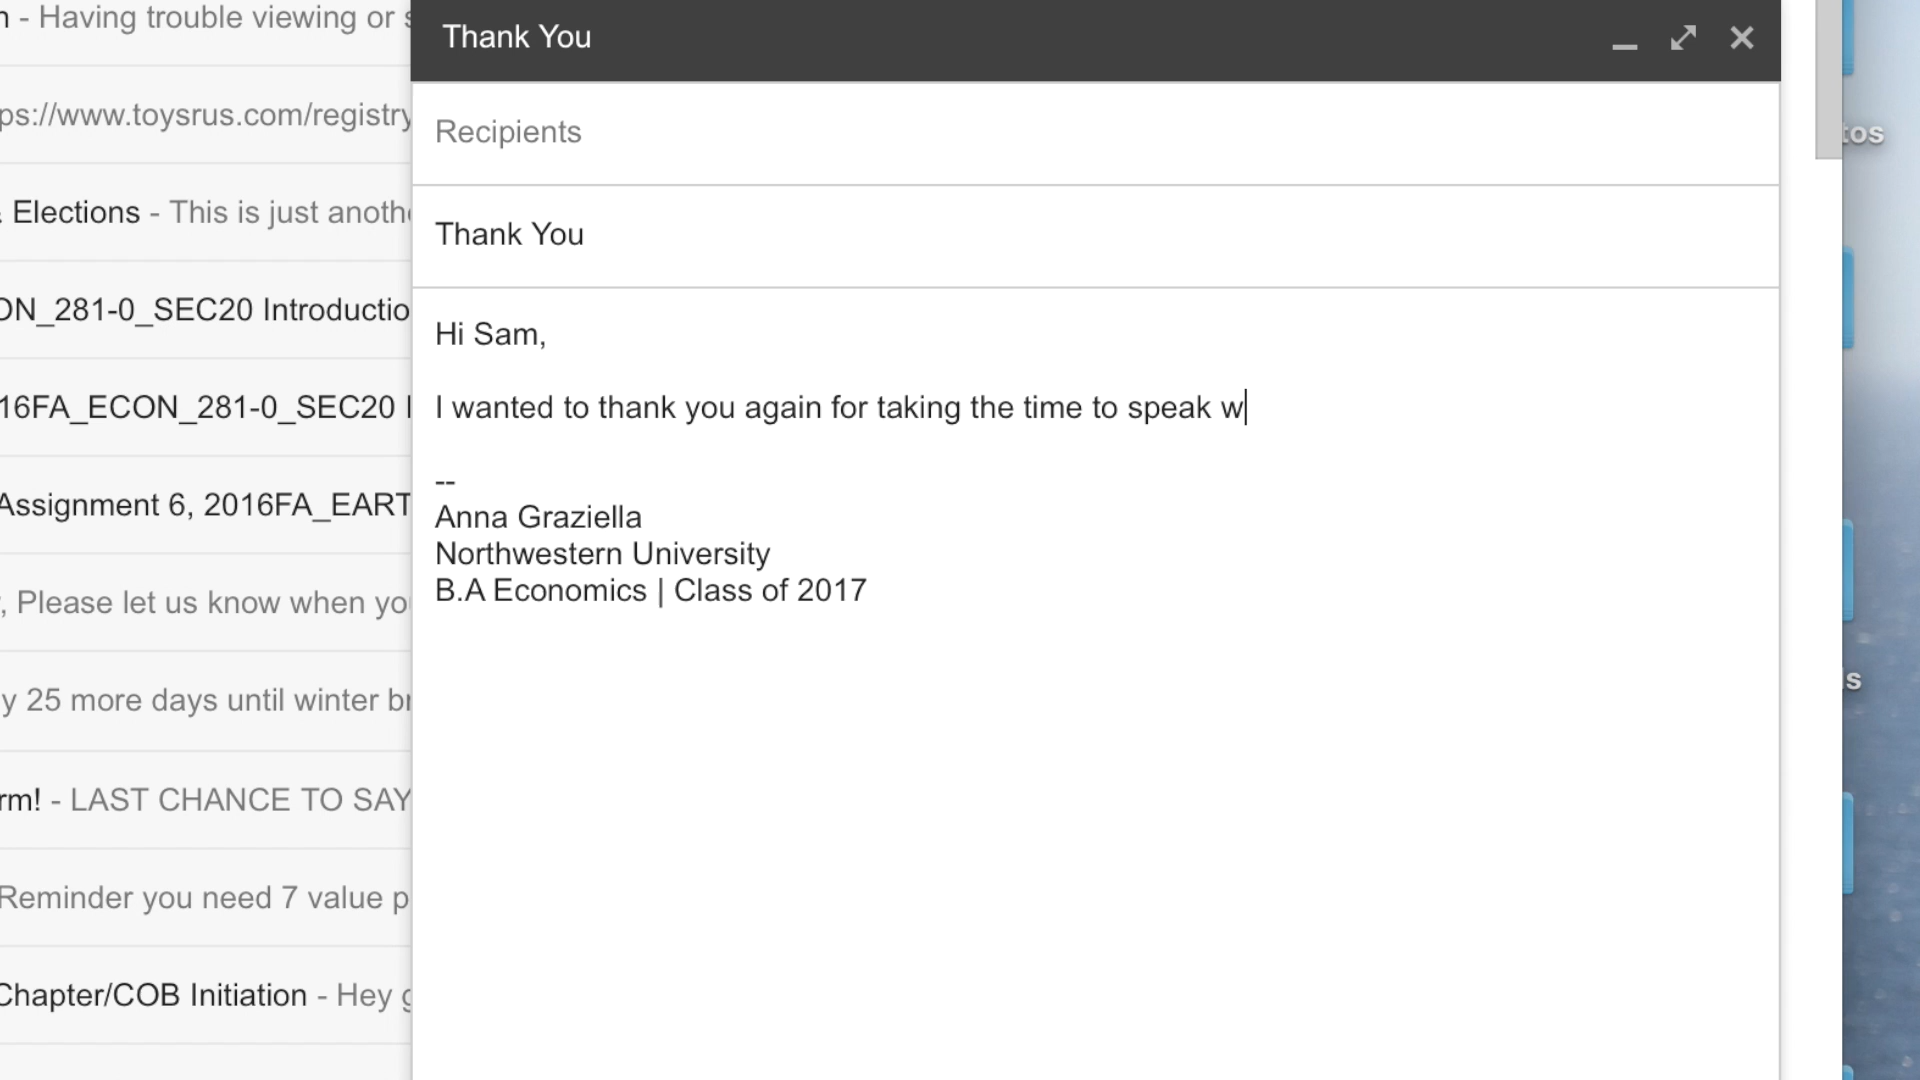 n - Having trouble viewing or s
ps://www.toysrus.com/registry
& Elections - This is just anothe
ON_281-0_SEC20 Introductio
16FA_ECON_281-0_SEC20 I
Assignment 6, 2016FA_EART
, Please let us know when yo
y 25 more days until winter br
rm! - LAST CHANCE TO SAY
Reminder you need 7 value p
Chapter/COB Initiation - Hey g
Thank You
Recipients
Thank You
Hi Sam,
I wanted to thank you again for taking the time to speak w
--
Anna Graziella
Northwestern University
B.A Economics | Class of 2017
tos
ls